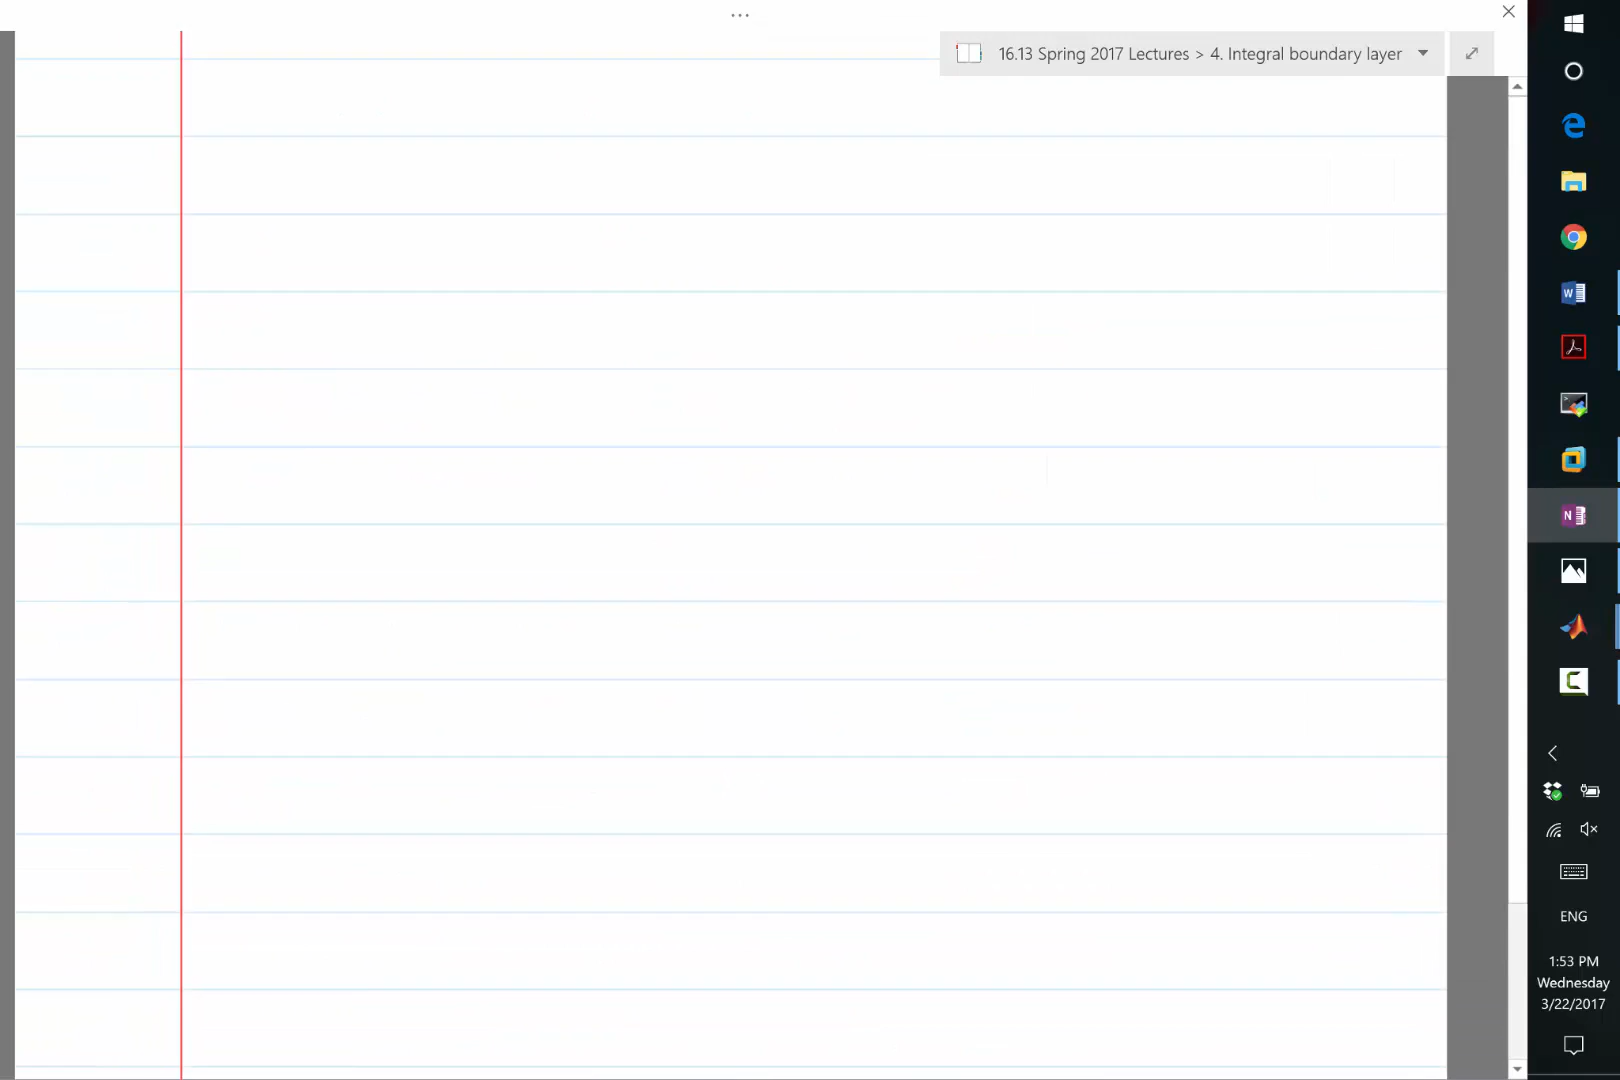 16.13 Spring 2017 Lectures > 4. Integral boundary layer
ENG
1:53 PM
Wednesday
3/22/2017